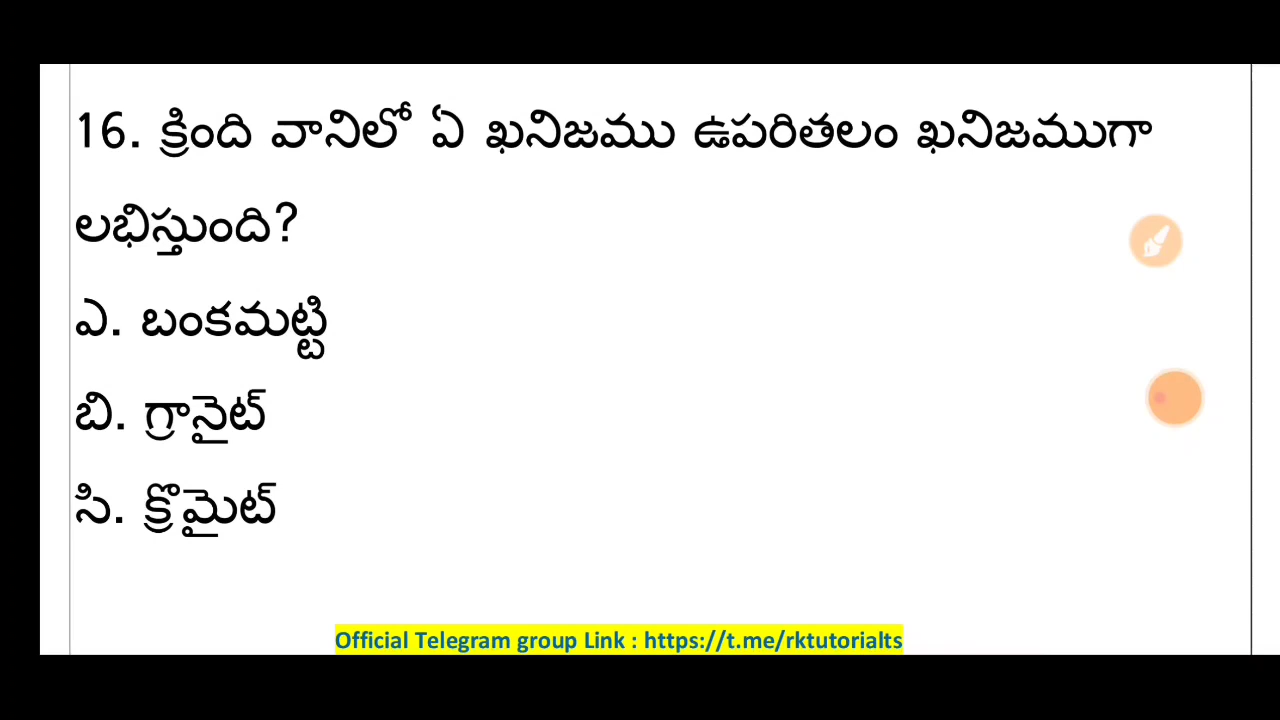 16. క్రింది వానిలో ఏ ఖనిజము ఉపరితలం ఖనిజముగా
లభిస్తుంది?
ఎ. బంకమట్టి
బి. గ్రానైట్
సి. క్రొమైట్
Official Telegram group Link : https://t.me/rktutorialts